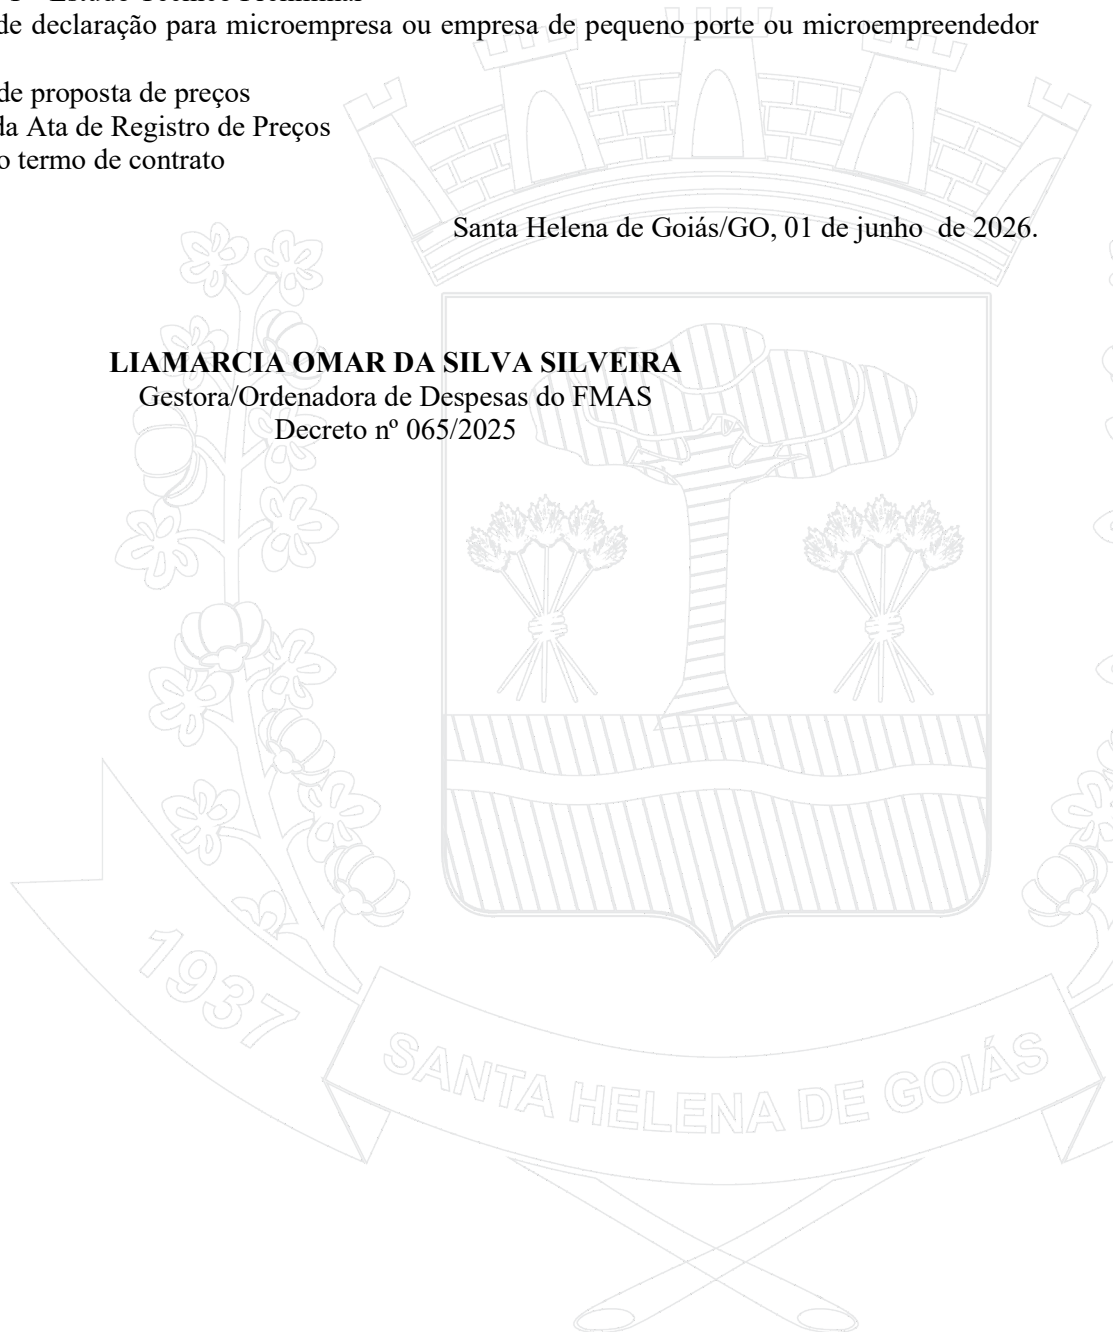 de declaração para microempresa ou empresa de pequeno porte ou microempreendedor
de proposta de preços
da Ata de Registro de Preços
o termo de contrato
Santa Helena de Goiás/GO, 01 de junho de 2026.
LIAMARCIA OMAR DA SILVA SILVEIRA
Gestora/Ordenadora de Despesas do FMAS
Decreto nº 065/2025
1937
SANTA HELENA DE GOIÁS